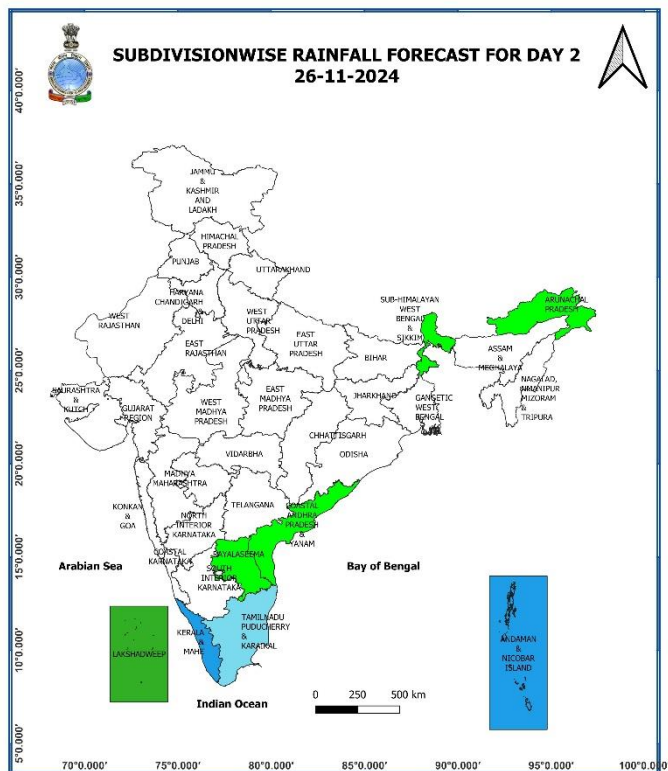 SUBDIVISIONWISE RAINFALL FORECAST FOR DAY 2
26-11-2024
40°0.000'
35°0.000'
30°0.000'
25°0.000'
20°0.000'
15°0.000'
10°0.000'
5°0.000'
JAMMU
&
KASHMIR
AND
LADAKH
HIMACHAL
PRADESH
PUNJAB
UTTARAKHAND
HARYANA
CHANDIGARH
&
DELHI
WEST
RAJASTHAN
EAST
RAJASTHAN
WEST
UTTAR
PRADESH
EAST
UTTAR
PRADESH
SUB-HIMALAYAN
WEST
BENGAL
&
SIKKIM
ARUNACHAL
PRADESH
ASSAM
&
MEGHALAYA
NAGALAD,
MANIPUR
MIZORAM
&
TRIPURA
BIHAR
JHARKHAND
GANGETIC
WEST
BENGAL
SAURASHTRA
&
KUTCH
GUJARAT
REGION
WEST
MADHYA
PRADESH
EAST
MADHYA
PRADESH
CHHATTISGARH
ODISHA
VIDARBHA
MADHYA
MAHARASHTRA
KONKAN
&
GOA
NORTH
INTERIOR
KARNATAKA
TELANGANA
COASTAL
ANDHRA
PRADESH
&
YANAM
COASTAL
KARNATAKA
RAYALASEEMA
SOUTH
INTERIOR
KARNATAKA
Arabian Sea
Bay of Bengal
KERALA
&
MAHE
TAMILNADU
PUDUCHERRY
&
KARAIKAL
LAKSHADWEEP
ANDAMAN
&
NICOBAR
ISLAND
Indian Ocean
0 250 500 km
70°0.000' 75°0.000' 80°0.000' 85°0.000' 90°0.000' 95°0.000' 100°0.000'